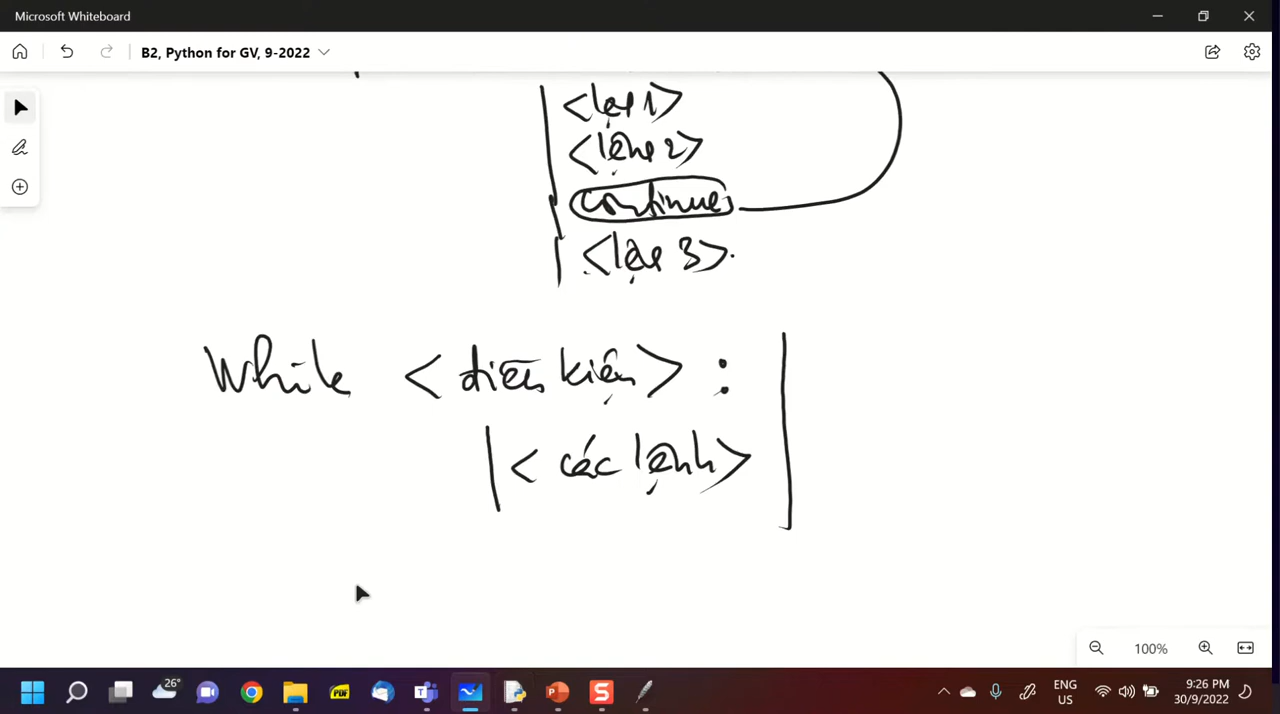 Microsoft Whiteboard
B2, Python for GV, 9-2022
<lệnh 1>
<lệnh 2>
continue
<lệnh 3>.
While <điều kiện> :
<các lệnh>
100%
26°
PDF
ENG
US
9:26 PM
30/9/2022